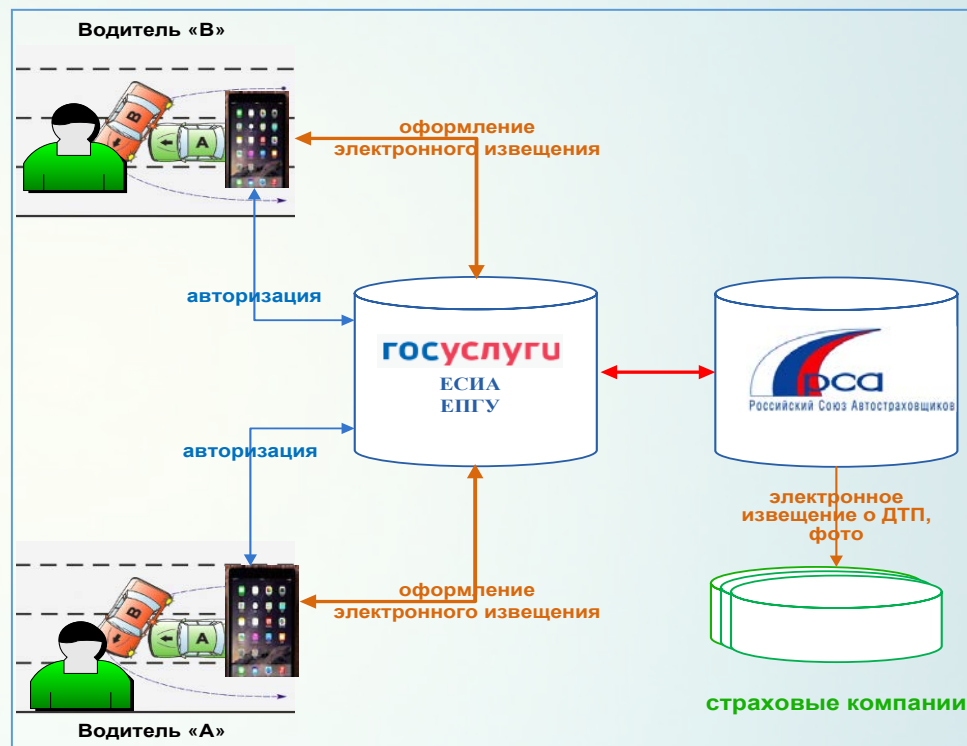 Водитель «В»
B
A
оформление
электронного извещения
авторизация
госуслуги
ЕСИА
ЕПГУ
рса
Российский Союз Автостраховщиков
авторизация
электронное
извещение о ДТП,
фото
B
A
оформление
электронного извещения
страховые компании
Водитель «А»